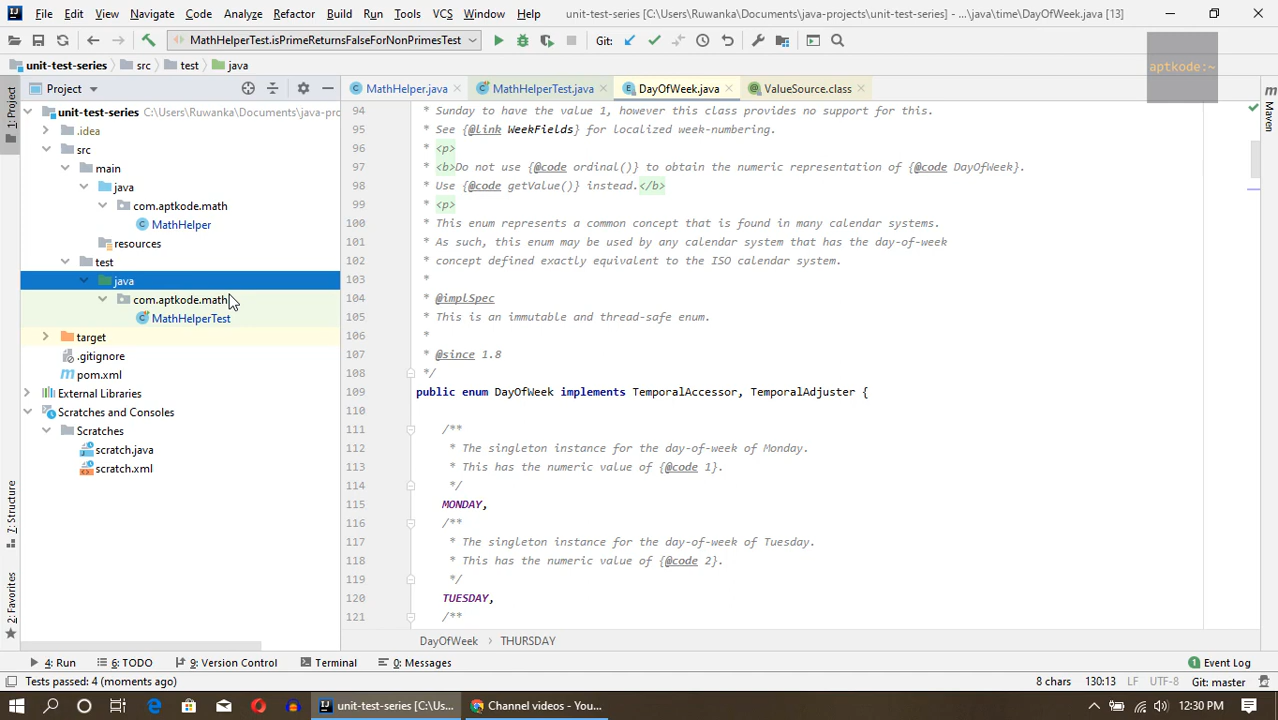 File Edit View Navigate Code Analyze Refactor Build Run Tools VCS Window Help unit-test-series [C:\Users\Ruwanka\Documents\java-projects\unit-test-series] - ...\java\time\DayOfWeek.java [13]
MathHelperTest.isPrimeReturnsFalseForNonPrimesTest Git:
unit-test-series src test java
aptkode:~
Project
MathHelper.java MathHelperTest.java DayOfWeek.java ValueSource.class
1: Project
Maven
unit-test-series C:\Users\Ruwanka\Documents\java-prc
.idea
src
main
java
com.aptkode.math
MathHelper
resources
test
java
com.aptkode.math
MathHelperTest
target
.gitignore
pom.xml
External Libraries
Scratches and Consoles
Scratches
scratch.java
scratch.xml
Z: Structure
2: Favorites
94 * Sunday to have the value 1, however this class provides no support for this.
95 * See {@link WeekFields} for localized week-numbering.
96 * <p>
97 * <b>Do not use {@code ordinal()} to obtain the numeric representation of {@code DayOfWeek}.
98 * Use {@code getValue()} instead.</b>
99 * <p>
100 * This enum represents a common concept that is found in many calendar systems.
101 * As such, this enum may be used by any calendar system that has the day-of-week
102 * concept defined exactly equivalent to the ISO calendar system.
103 *
104 * @implSpec
105 * This is an immutable and thread-safe enum.
106 *
107 * @since 1.8
108 */
109 public enum DayOfWeek implements TemporalAccessor, TemporalAdjuster {
110
111 /**
112 * The singleton instance for the day-of-week of Monday.
113 * This has the numeric value of {@code 1}.
114 */
115 MONDAY,
116 /**
117 * The singleton instance for the day-of-week of Tuesday.
118 * This has the numeric value of {@code 2}.
119 */
120 TUESDAY,
121 /**
DayOfWeek › THURSDAY
4: Run 6: TODO 9: Version Control Terminal 0: Messages 1 Event Log
Tests passed: 4 (moments ago) 8 chars 130:13 LF UTF-8 Git: master
unit-test-series [C:\Us... Channel videos - You... 12:30 PM